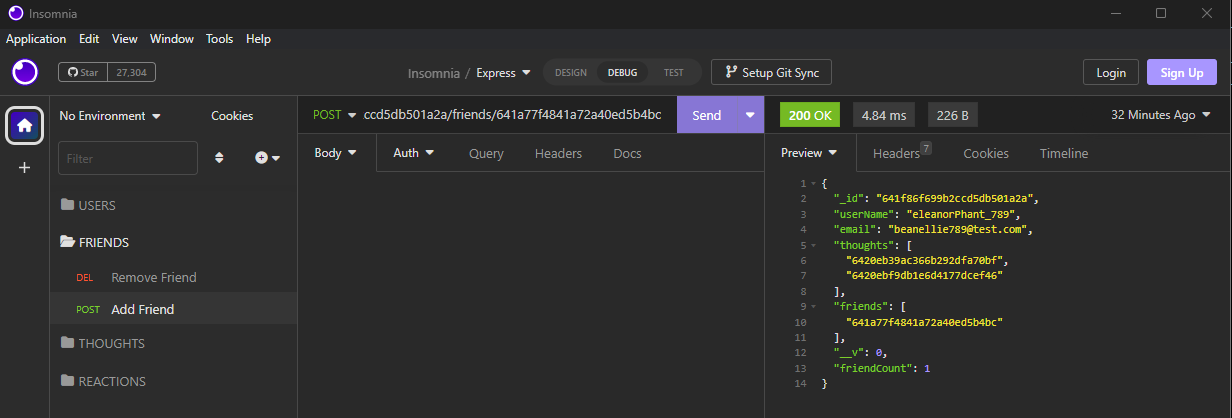 Insomnia
Application Edit View Window Tools Help
Star 27,304
Insomnia / Express
DESIGN DEBUG TEST
Setup Git Sync
Login
Sign Up
No Environment
Cookies
POST
ccd5db501a2a/friends/641a77f4841a72a40ed5b4bc
Send
200 OK
4.84 ms
226 B
32 Minutes Ago
Filter
Body
Auth
Query
Headers
Docs
Preview
Headers 7
Cookies
Timeline
USERS
FRIENDS
DEL Remove Friend
POST Add Friend
THOUGHTS
REACTIONS
1 {
2 "_id": "641f86f699b2ccd5db501a2a",
3 "userName": "eleanorPhant_789",
4 "email": "beanellie789@test.com",
5 "thoughts": [
6 "6420eb39ac366b292dfa70bf",
7 "6420ebf9db1e6d4177dcef46"
8 ],
9 "friends": [
10 "641a77f4841a72a40ed5b4bc"
11 ],
12 "__v": 0,
13 "friendCount": 1
14 }